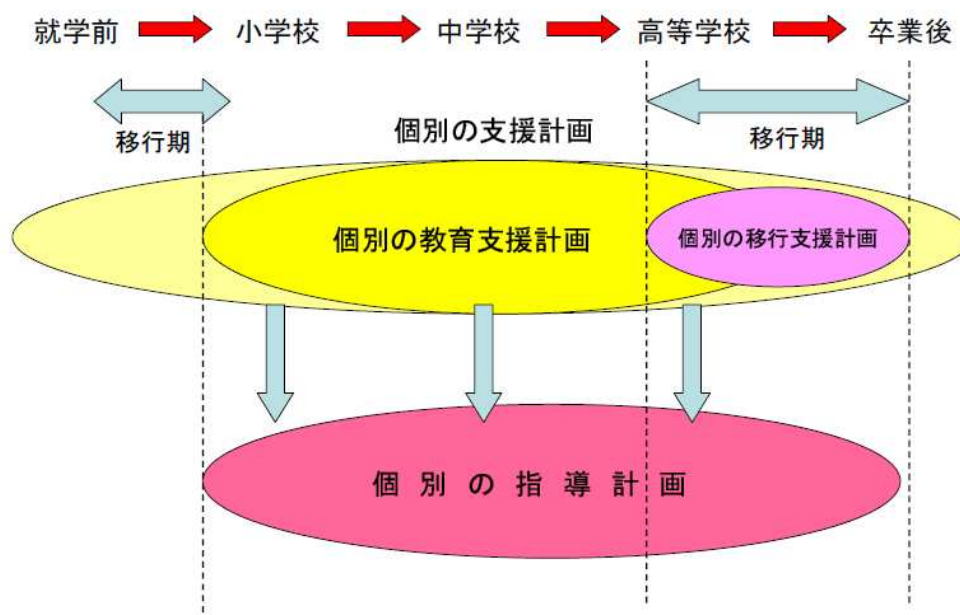 就学前 小学校 中学校 高等学校 卒業後
移行期
個別の支援計画
移行期
個別の教育支援計画
個別の移行支援計画
個別の指導計画